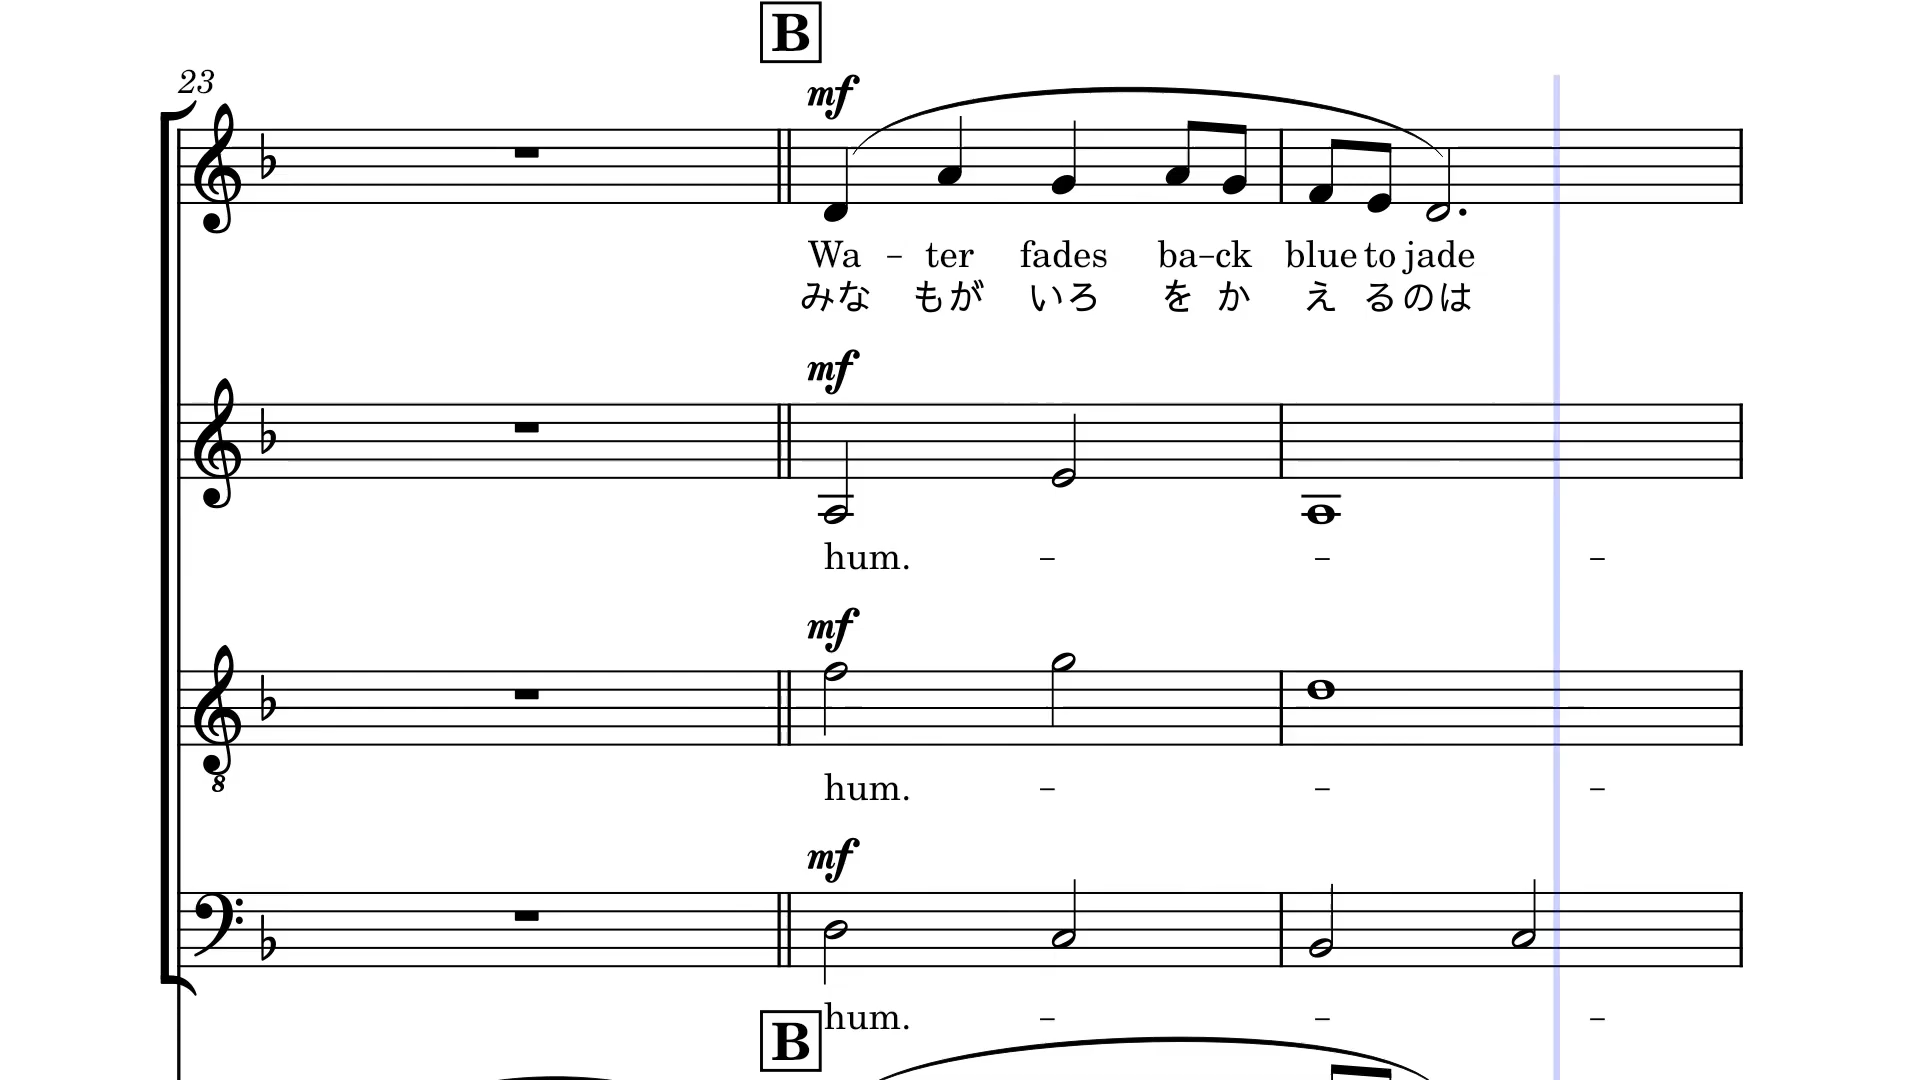 B
23
mf
Wa - ter fades ba-ck blue to jade
みな もが いろ を か え る のは
mf
hum. - - -
mf
8
hum. - - -
mf
hum. - - -
B